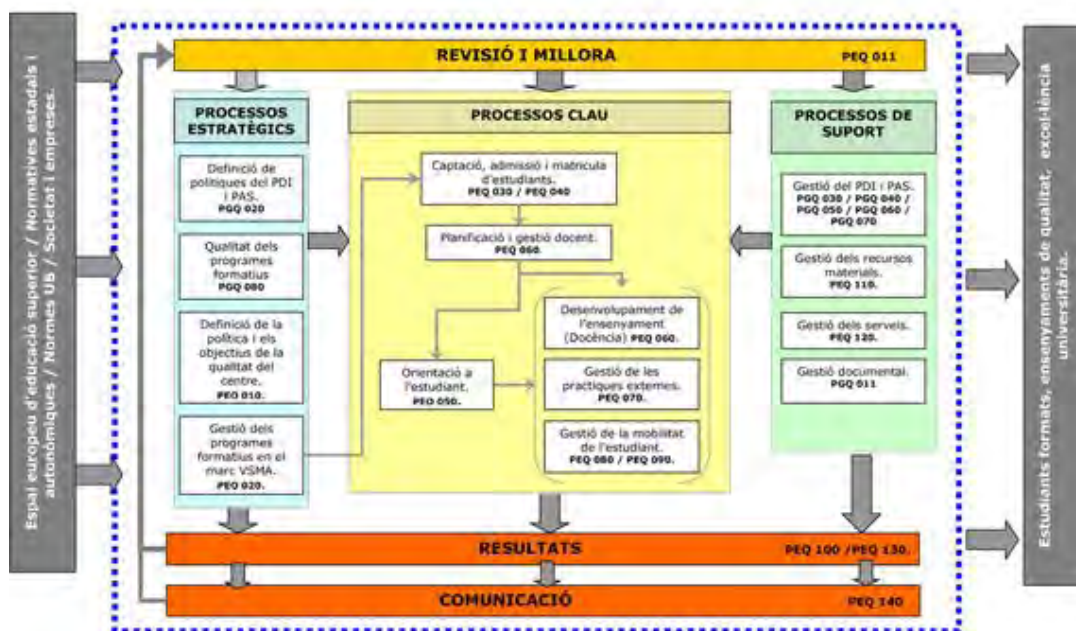 Espai europeu d'educació superior / Normatives estadals i
autonòmiques / Normes UB / Societat i empreses.
REVISIÓ I MILLORA
PEQ 011
PROCESSOS
ESTRATÈGICS
Definició de
polítiques del PDI
i PAS.
PGQ 020
Qualitat dels
programes
formatius
PGQ 080
Definició de la
política i els
objectius de la
qualitat del
centre.
PEQ 010.
Gestió dels
programes
formatius en el
marc VSMA.
PEQ 020.
PROCESSOS CLAU
Captació, admissió i matrícula
d'estudiants.
PEQ 030 / PEQ 040
Planificació i gestió docent.
PEQ 060.
Orientació a
l'estudiant.
PEQ 050.
Desenvolupament de
l'ensenyament
(Docència) PEQ 060.
Gestió de les
practiques externes.
PEQ 070.
Gestió de la mobilitat
de l'estudiant.
PEQ 080 / PEQ 090.
PROCESSOS DE
SUPORT
Gestió del PDI i PAS.
PGQ 030 / PGQ 040 /
PGQ 050 / PGQ 060 /
PGQ 070
Gestió dels recursos
materials.
PEQ 110.
Gestió dels serveis.
PEQ 120.
Gestió documental.
PGQ 011
RESULTATS
PEQ 100 /PEQ 130.
COMUNICACIÓ
PEQ 140
Estudiants formats, ensenyaments de qualitat, excel·lència
universitària.